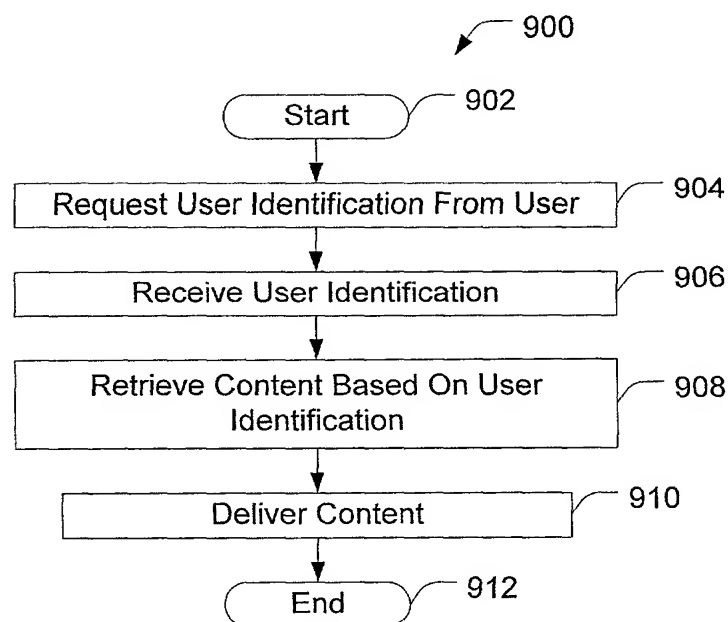 900
Start
902
Request User Identification From User
904
Receive User Identification
906
Retrieve Content Based On User
Identification
908
Deliver Content
910
End
912